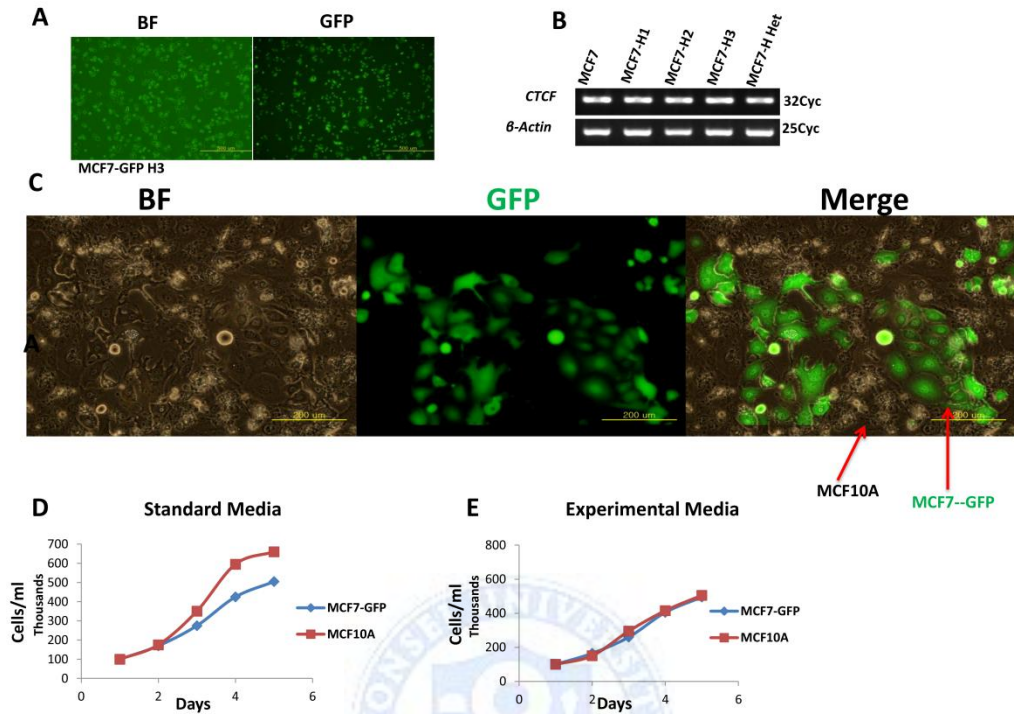 A
BF
GFP
200 um
MCF7-GFP H3
B
MCF7
MCF7-H1
MCF7-H2
MCF7-H3
MCF7-H Het
CTCF
32Cyc
β-Actin
25Cyc
C
BF
GFP
Merge
A
200 um
200 um
200 um
MCF10A
MCF7--GFP
D
Standard Media
Cells/ml
Thousands
700
600
500
400
300
200
100
0
0
2
4
6
Days
MCF7-GFP
MCF10A
E
Experimental Media
Cells/ml
Thousands
800
600
400
200
0
0
2
4
6
Days
MCF7-GFP
MCF10A